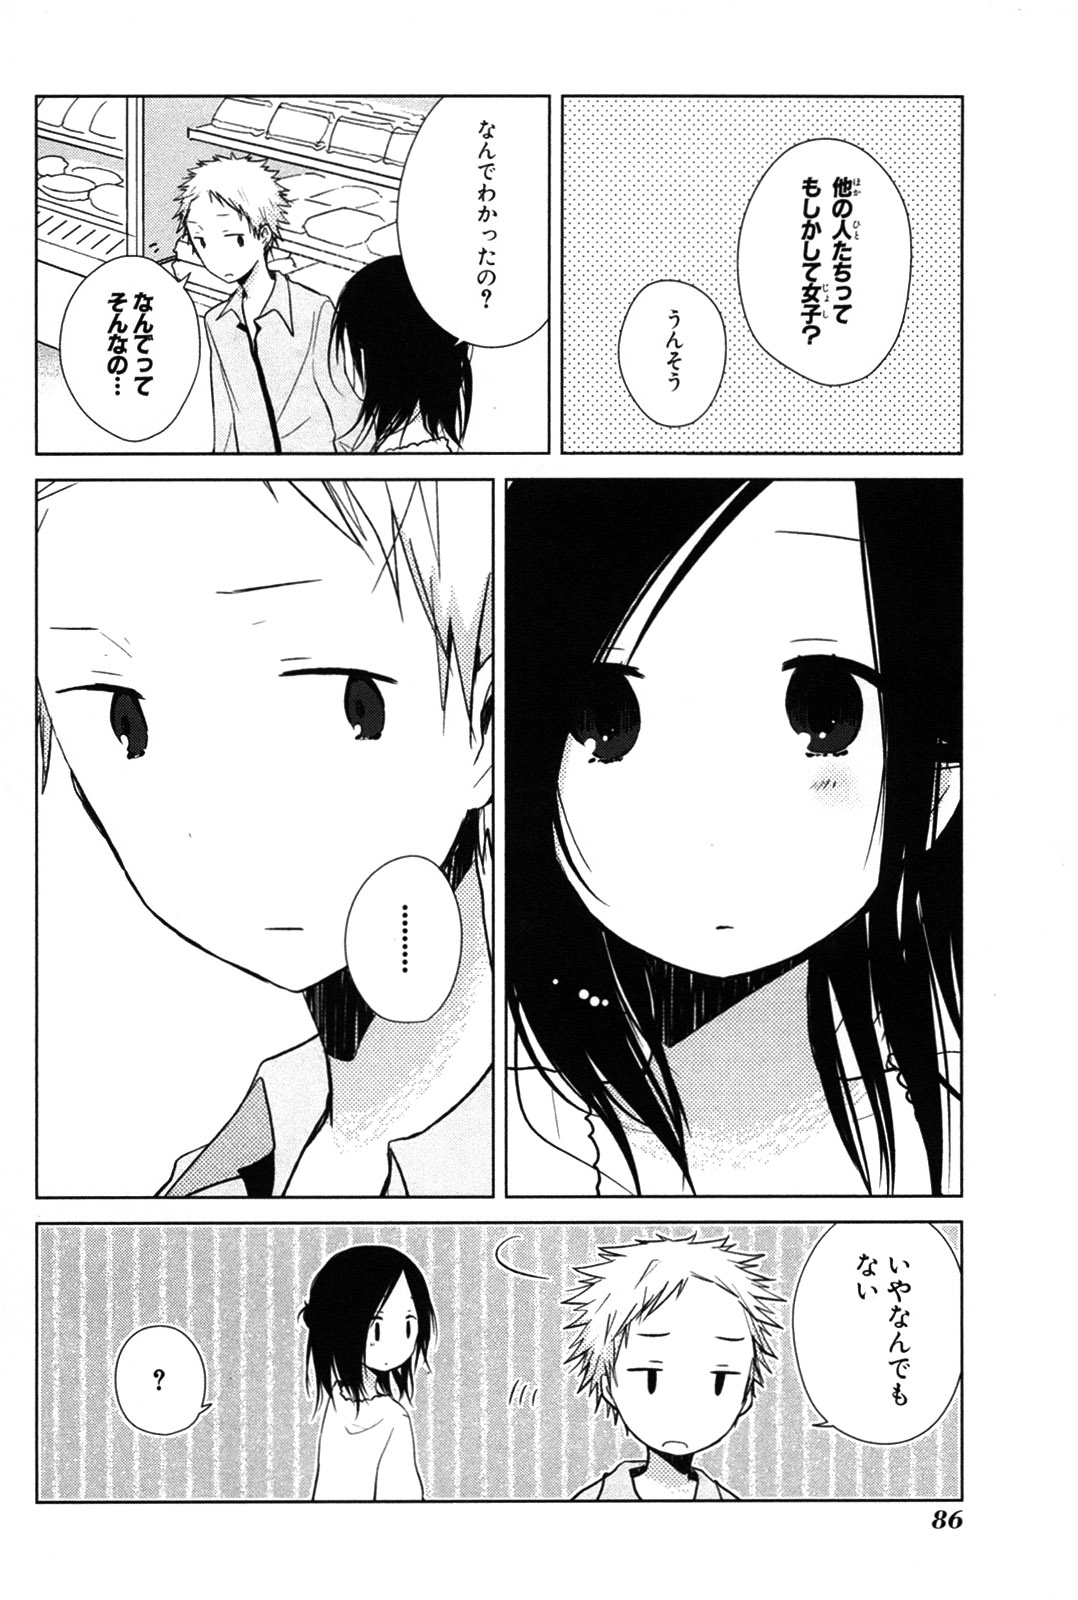 他の人たちって
もしかして女子?
うんそう
なんでわかったの?
なんでって
そんなの…
………
いやなんでも
ない
?
86